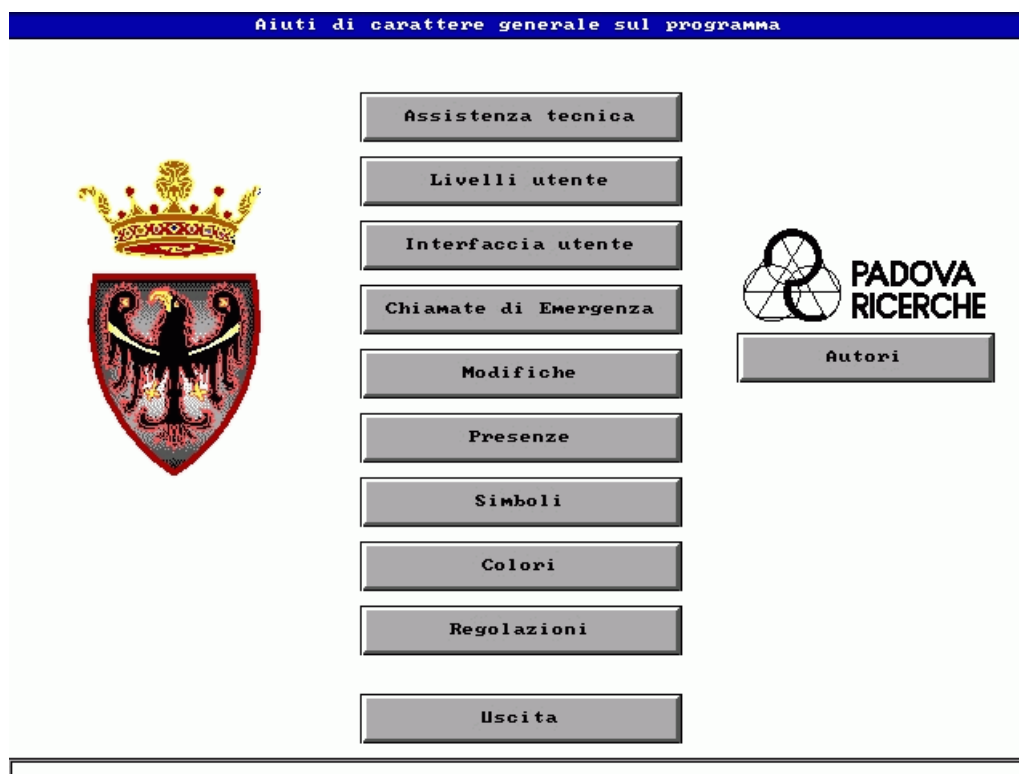 Aiuti di carattere generale sul programma
Assistenza tecnica
Livelli utente
Interfaccia utente
Chiamate di Emergenza
Modifiche
Presenze
Simboli
Colori
Regolazioni
Uscita
PADOVA
RICERCHE
Autori